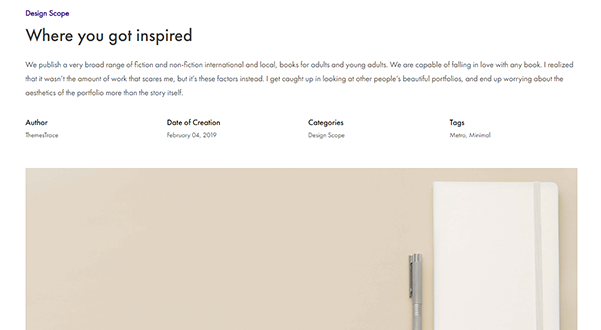 Design Scope
Where you got inspired
We publish a very broad range of fiction and non-fiction international and local, books for adults and young adults. We are capable of falling in love with any book. I realized
that it wasn't the amount of work that scares me, but it's these factors instead. I get caught up in looking at other people's beautiful portfolios, and end up worrying about the
aesthetics of the portfolio more than the story itself.
Author Date of Creation Categories Tags
ThemesTrace February 04, 2019 Design Scope Metro, Minimal